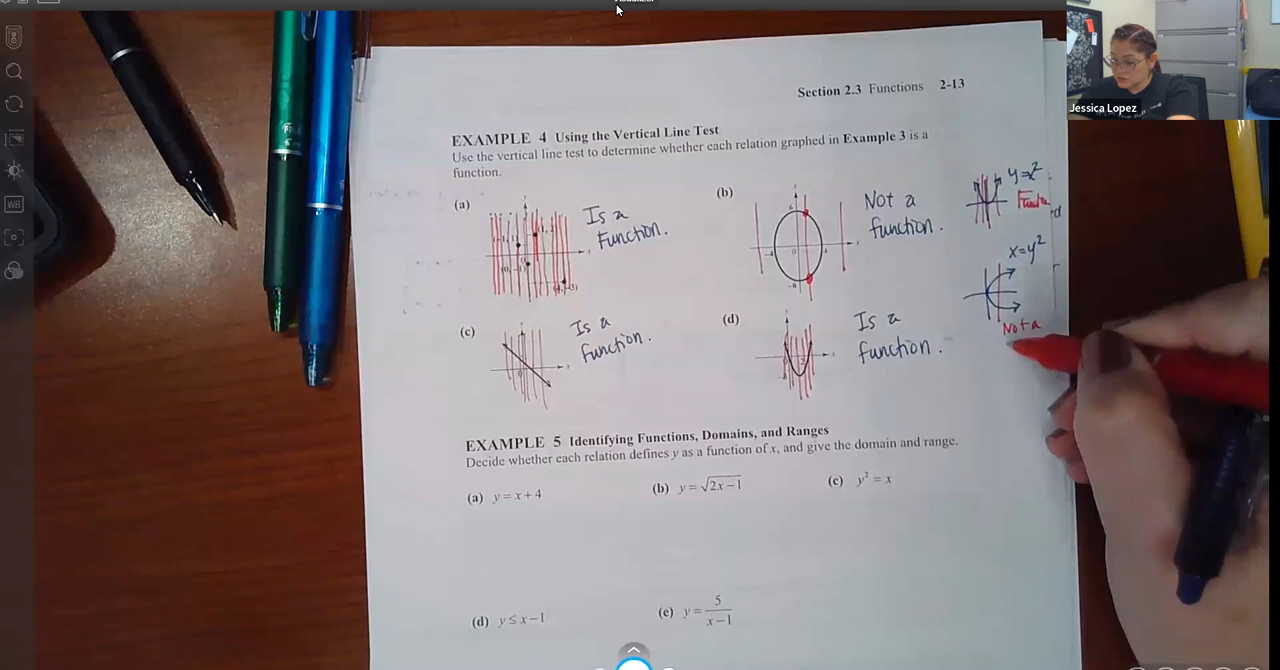 Jessica Lopez
Section 2.3 Functions 2-13
EXAMPLE 4 Using the Vertical Line Test
Use the vertical line test to determine whether each relation graphed in Example 3 is a
function.
(a)
Is a
Function.
(b)
Not a
function.
y=x²
x=y²
Not a
(c)
Is a
function.
(d)
Is a
function.
EXAMPLE 5 Identifying Functions, Domains, and Ranges
Decide whether each relation defines y as a function of x, and give the domain and range.
(a) y = x + 4
(b) y = √2x−1
(c) y² = x
(d) y ≤ x − 1
(e) y = 5
x−1
WB